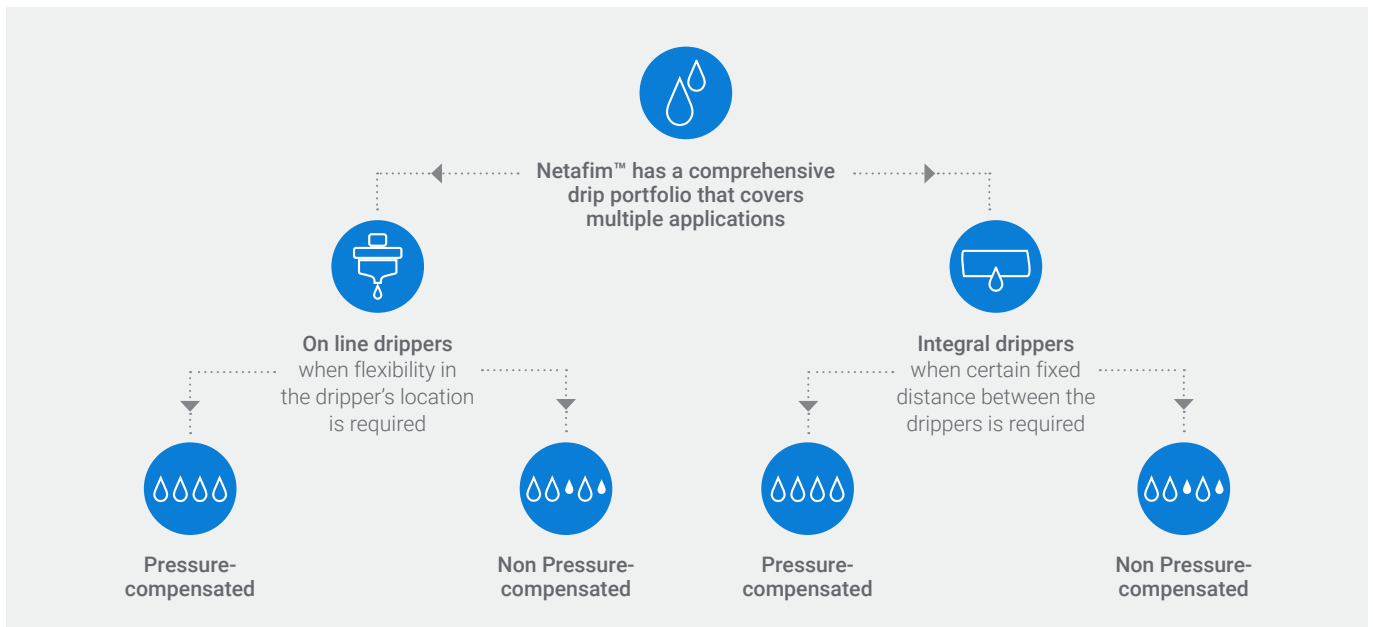 Netafim™ has a comprehensive
drip portfolio that covers
multiple applications
On line drippers
when flexibility in
the dripper's location
is required
Integral drippers
when certain fixed
distance between the
drippers is required
Pressure-
compensated
Non Pressure-
compensated
Pressure-
compensated
Non Pressure-
compensated